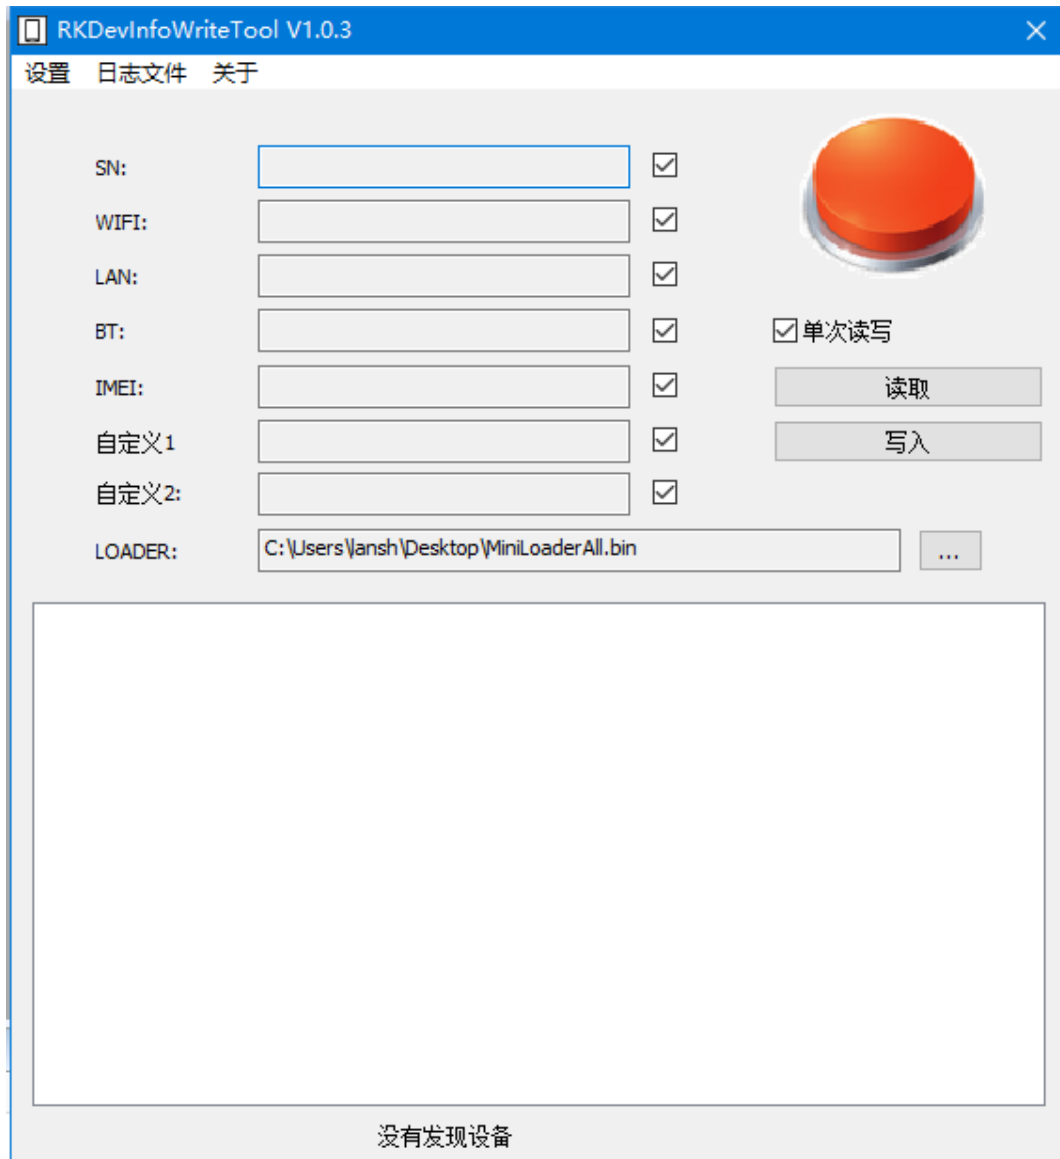 RKDevInfoWriteTool V1.0.3
设置 日志文件 关于
SN:
WIFI:
LAN:
BT:
单次读写
IMEI:
读取
自定义1
写入
自定义2:
LOADER: C:\Users\lansh\Desktop\MiniLoaderAll.bin ...
没有发现设备